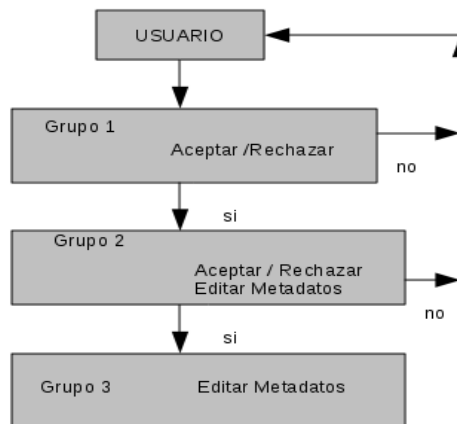 USUARIO
Grupo 1
Aceptar /Rechazar
no
si
Grupo 2
Aceptar / Rechazar
Editar Metadatos
no
si
Grupo 3 Editar Metadatos